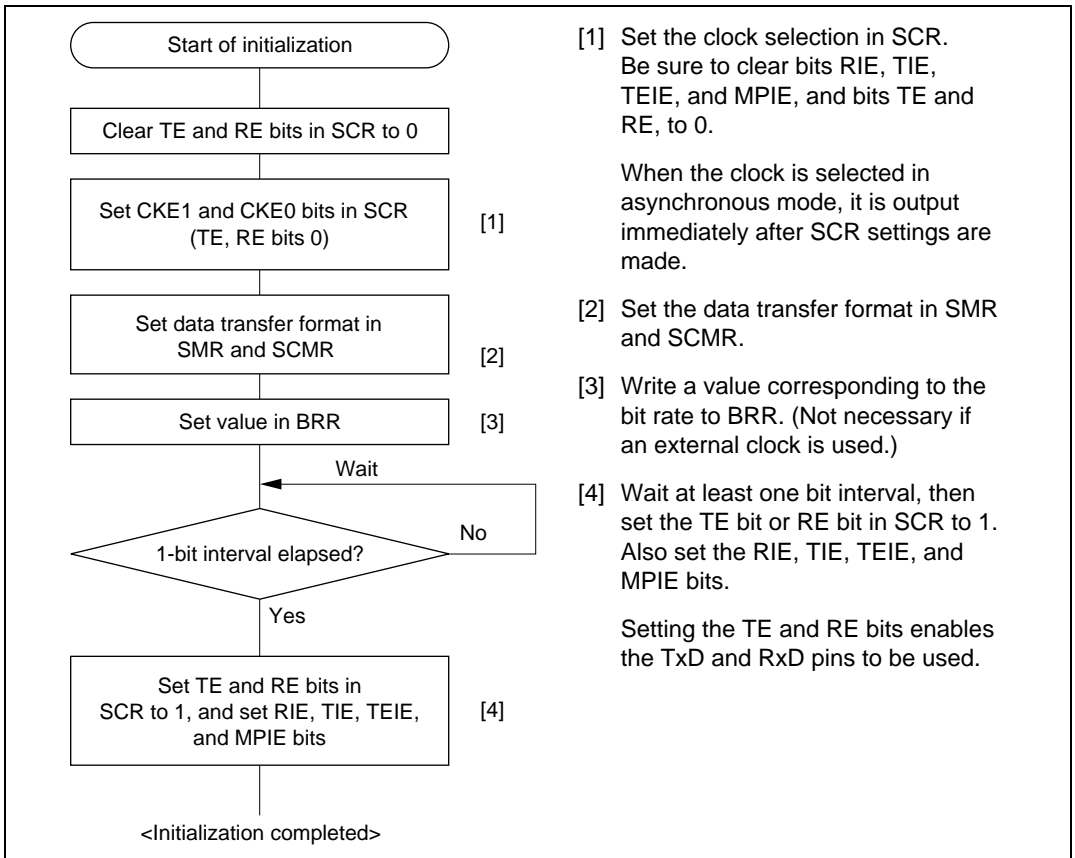 Start of initialization
Clear TE and RE bits in SCR to 0
Set CKE1 and CKE0 bits in SCR
(TE, RE bits 0)
[1]
Set data transfer format in
SMR and SCMR
[2]
Set value in BRR
[3]
Wait
No
1-bit interval elapsed?
Yes
Set TE and RE bits in
SCR to 1, and set RIE, TIE, TEIE,
and MPIE bits
[4]
<Initialization completed>
[1] Set the clock selection in SCR.
Be sure to clear bits RIE, TIE,
TEIE, and MPIE, and bits TE and
RE, to 0.
When the clock is selected in
asynchronous mode, it is output
immediately after SCR settings are
made.
[2] Set the data transfer format in SMR
and SCMR.
[3] Write a value corresponding to the
bit rate to BRR. (Not necessary if
an external clock is used.)
[4] Wait at least one bit interval, then
set the TE bit or RE bit in SCR to 1.
Also set the RIE, TIE, TEIE, and
MPIE bits.
Setting the TE and RE bits enables
the TxD and RxD pins to be used.